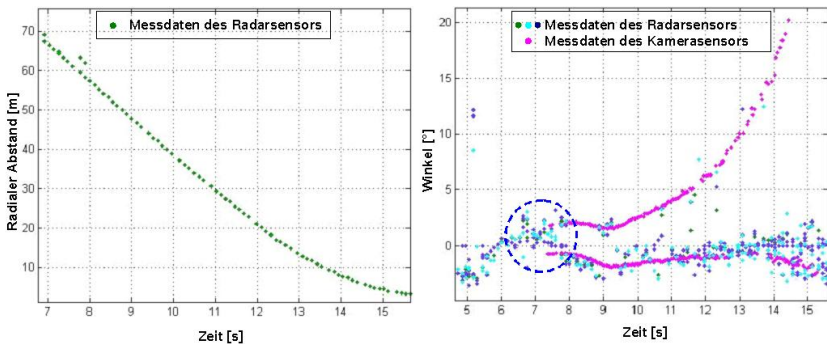 Messdaten des Radarsensors
Radialer Abstand [m]
70
60
50
40
30
20
10
7 8 9 10 11 12 13 14 15
Zeit [s]
Messdaten des Radarsensors
Messdaten des Kamerasensors
Winkel [°]
20
15
10
5
0
-5
5 6 7 8 9 10 11 12 13 14 15
Zeit [s]